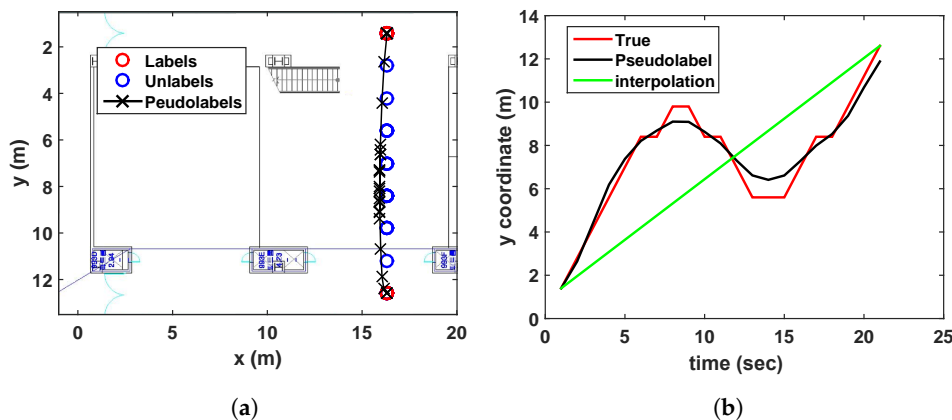 2
4
6
8
10
12
y (m)
0
5
10
15
20
x (m)
Labels
Unlabels
Peudolabels
(a)
14
12
10
8
6
4
2
0
y coordinate (m)
0
5
10
15
20
25
time (sec)
True
Pseudolabel
interpolation
(b)